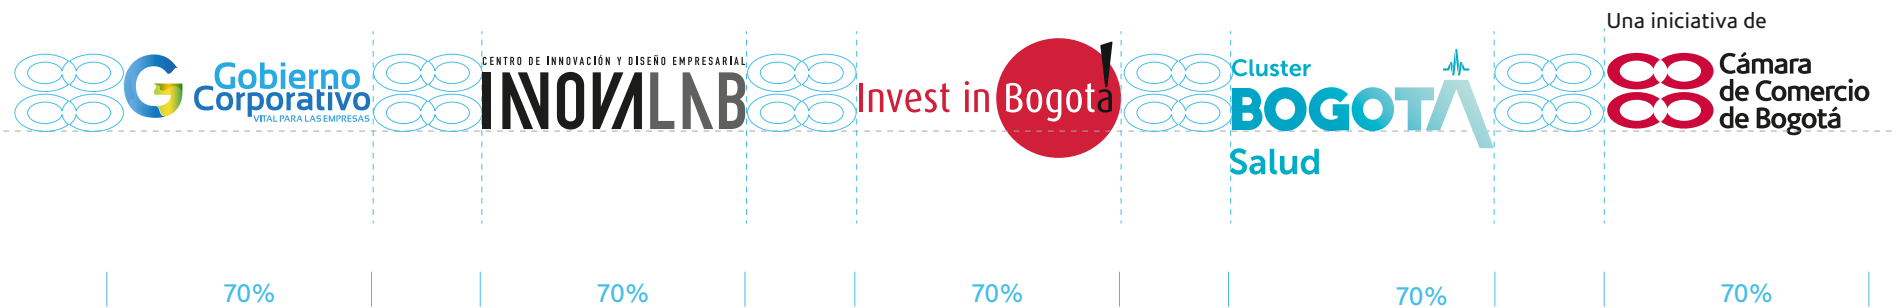 Una iniciativa de
Gobierno
Corporativo
VITAL PARA LAS EMPRESAS
CENTRO DE INNOVACIÓN Y DISEÑO EMPRESARIAL
INNOVALAB
Invest in Bogotá
Cluster
BOGOTÁ
Salud
Cámara
de Comercio
de Bogotá
70%
70%
70%
70%
70%